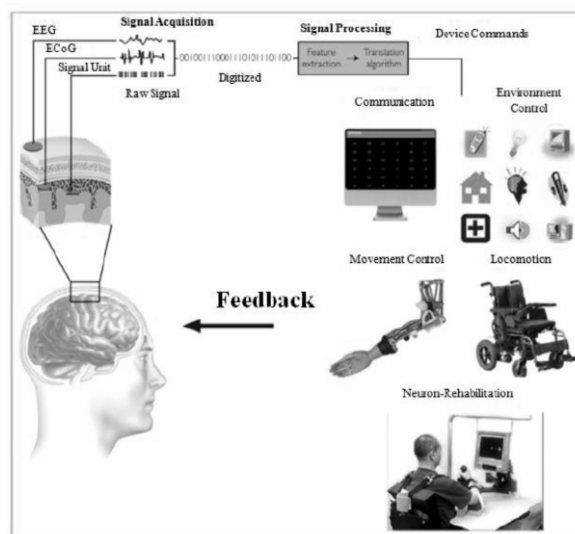 Signal Acquisition
EEG
ECoG
Signal Unit
Raw Signal
Digitized
Signal Processing
Feature
extraction
Translation
algorithm
Device Commands
Communication
Environment
Control
Movement Control
Locomotion
Feedback
Neuron-Rehabilitation